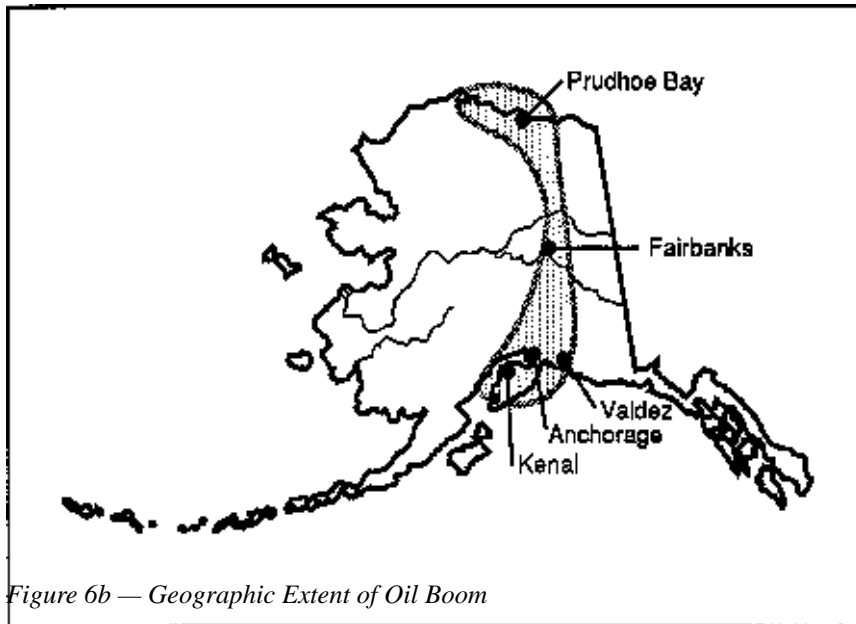 Prudhoe Bay
Fairbanks
Valdez
Anchorage
Kenal
Figure 6b — Geographic Extent of Oil Boom